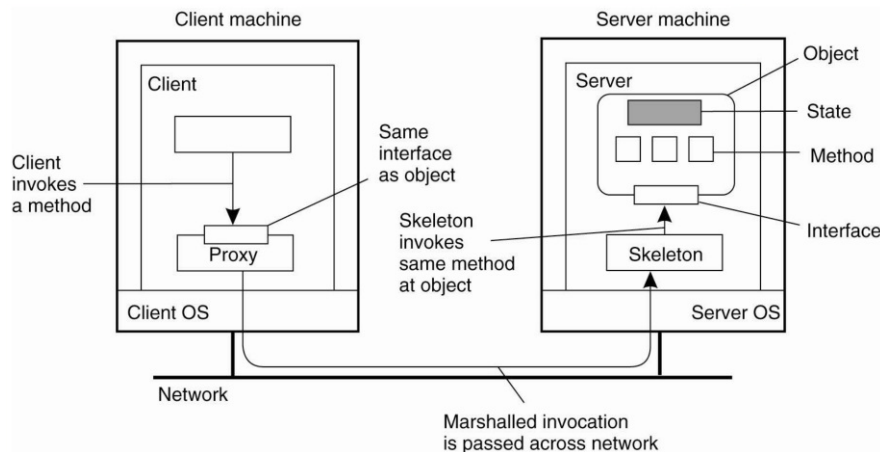 Client machine
Server machine
Client
Server
Object
State
Method
Interface
Same
interface
as object
Client
invokes
a method
Skeleton
invokes
same method
at object
Proxy
Skeleton
Client OS
Server OS
Network
Marshalled invocation
is passed across network